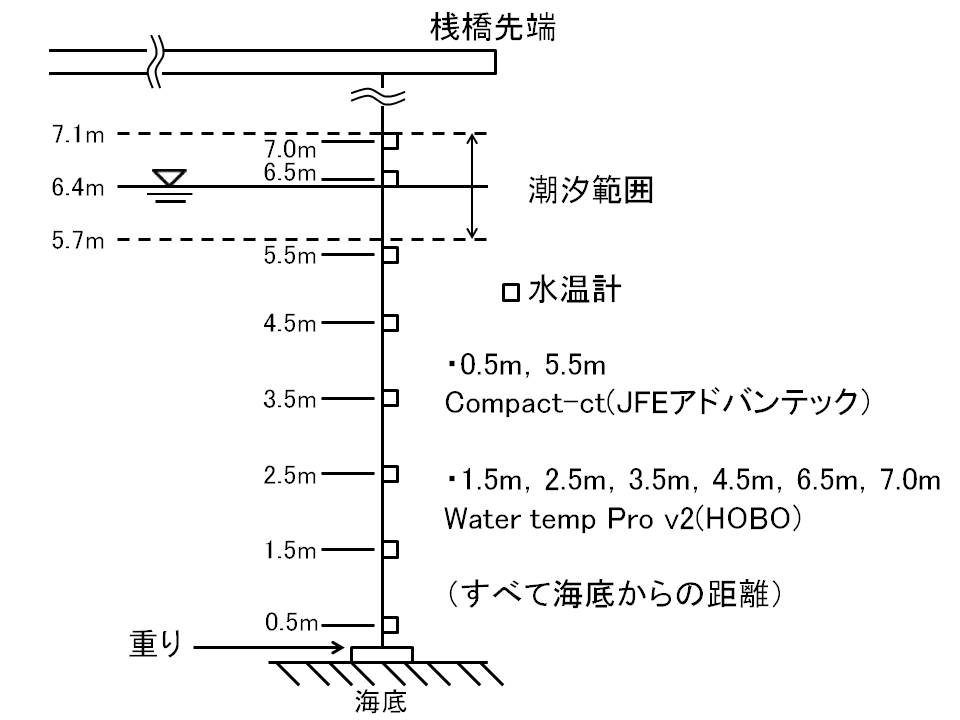 桟橋先端
7.1m
7.0m
6.5m
6.4m
潮汐範囲
5.7m
5.5m
水温計
4.5m
・0.5m, 5.5m
3.5m
Compact-ct(JFEアドバンテック)
2.5m
・1.5m, 2.5m, 3.5m, 4.5m, 6.5m, 7.0m
Water temp Pro v2(HOBO)
1.5m
(すべて海底からの距離)
0.5m
重り
海底